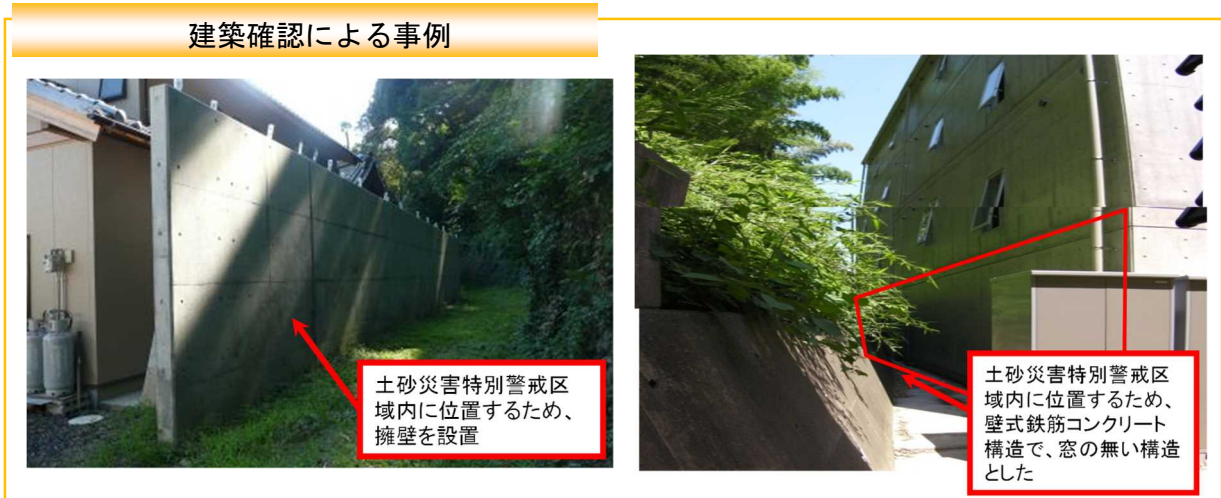 建築確認による事例
土砂災害特別警戒区
域内に位置するため、
擁壁を設置
土砂災害特別警戒区
域内に位置するため、
壁式鉄筋コンクリート
構造で、窓の無い構造
とした